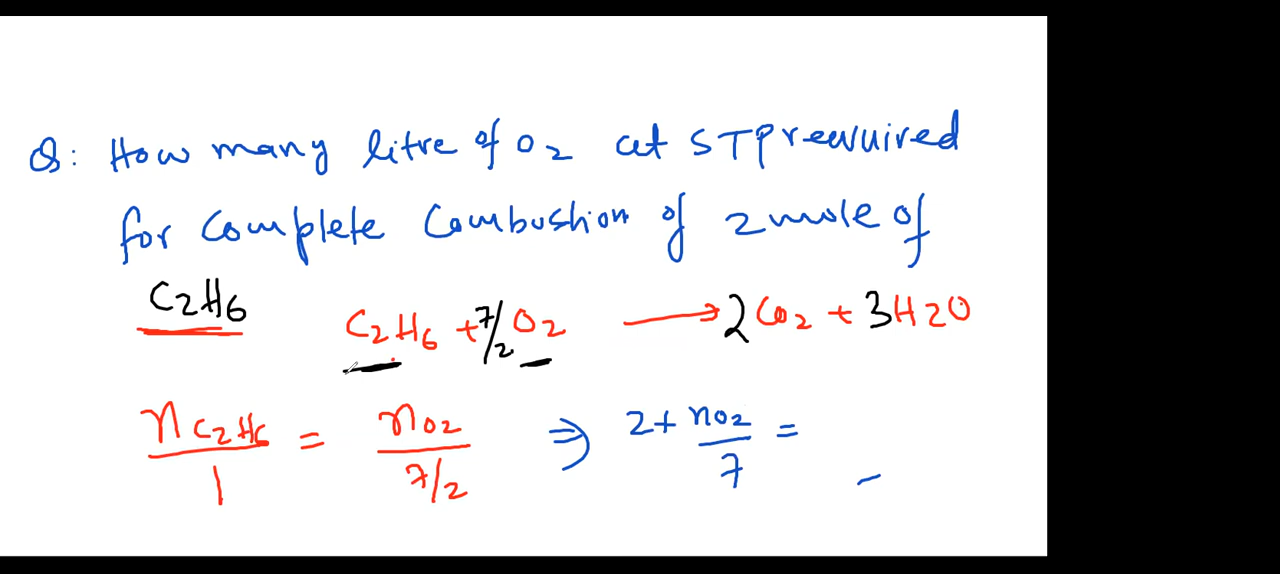 Q: How many litre of O2 at STP rewuired
for complete combustion of 2 mole of
C2H6
C2H6 + 7/2 O2 → 2CO2 + 3H2O
nC2H6/1 = nO2/7/2 ⇒ 2+ nO2/7 =